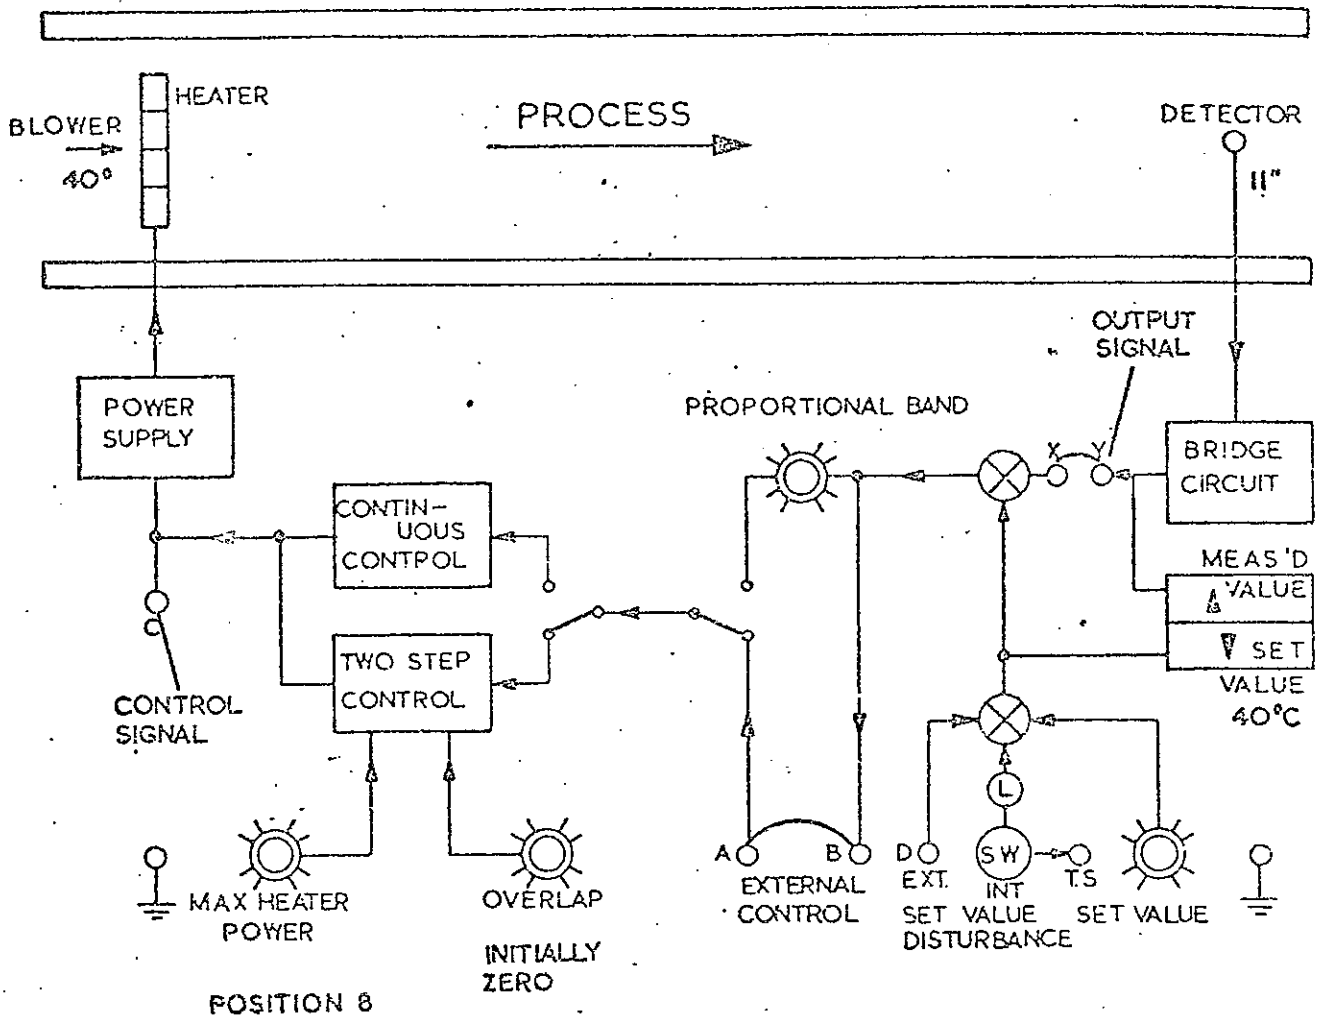 HEATER
BLOWER
40°
PROCESS
DETECTOR
11"
OUTPUT
SIGNAL
POWER
SUPPLY
PROPORTIONAL BAND
X Y
BRIDGE
CIRCUIT
CONTIN-
UOUS
CONTPOL
MEAS'D
VALUE
SET
VALUE
40°C
TWO STEP
CONTROL
C
CONTROL
SIGNAL
L
A B D SW T.S
MAX HEATER
POWER
OVERLAP
EXTERNAL
CONTROL
EXT. INT
SET VALUE
DISTURBANCE
SET VALUE
INITIALLY
ZERO
POSITION 8